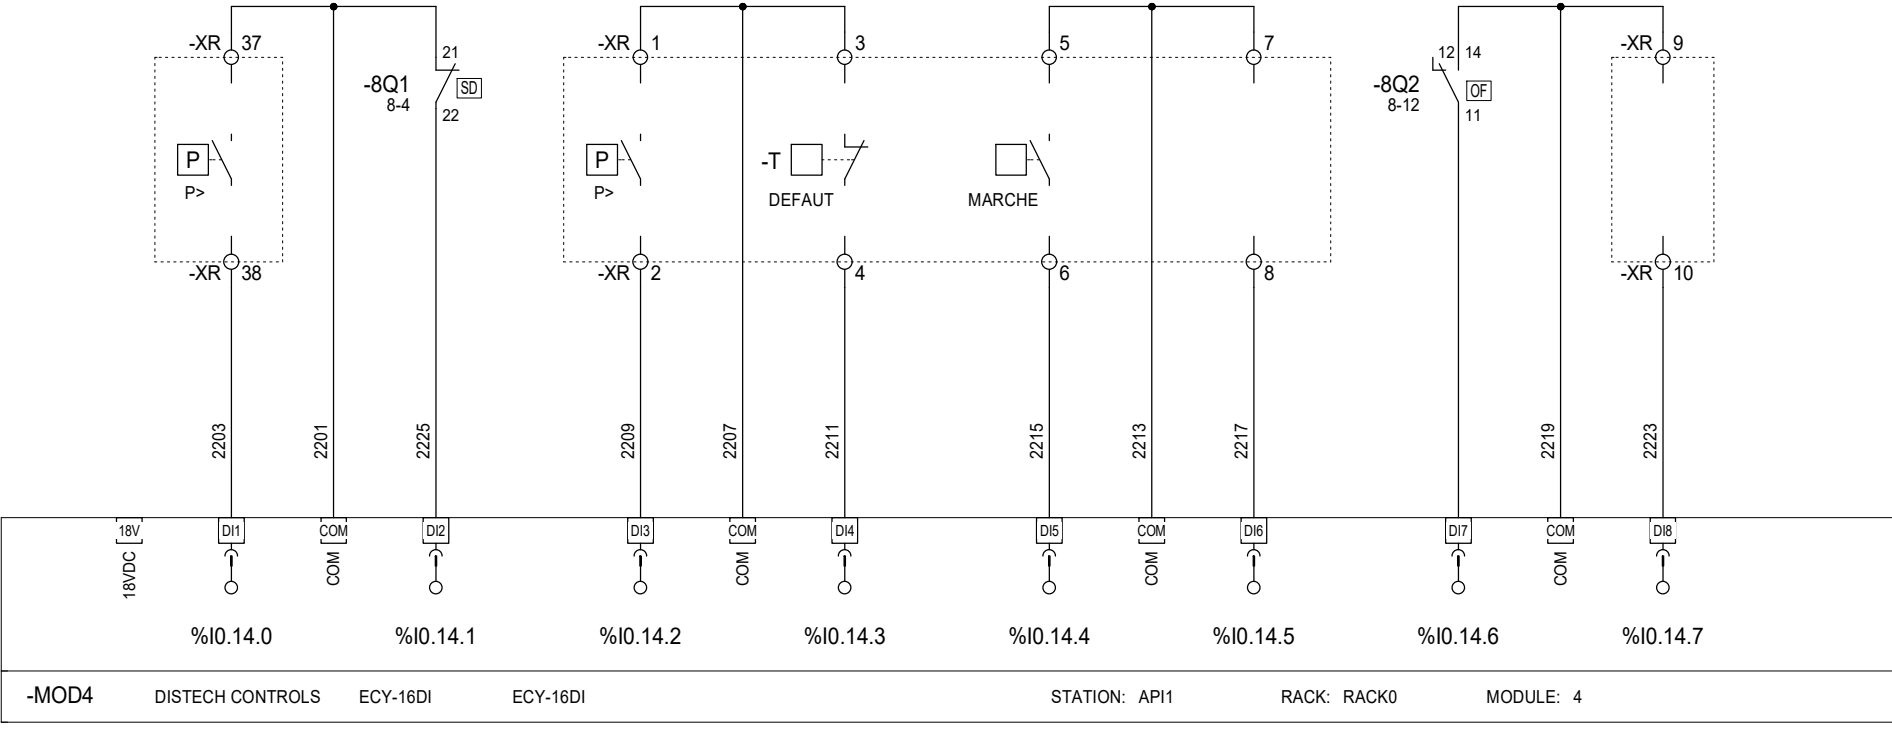 -XR 37
21
-8Q1
8-4
SD
22
P
P>
-XR 38
-XR 1
3
5
7
P
P>
-T
DEFAUT
MARCHE
-XR 2
4
6
8
12 14
-8Q2
8-12
OF
11
-XR 9
-XR 10
2203
2201
2225
2209
2207
2211
2215
2213
2217
2219
2223
18V DI1 COM DI2 DI3 COM DI4 DI5 COM DI6 DI7 COM DI8
18VDC COM COM COM COM
%I0.14.0 %I0.14.1 %I0.14.2 %I0.14.3 %I0.14.4 %I0.14.5 %I0.14.6 %I0.14.7
-MOD4 DISTECH CONTROLS ECY-16DI ECY-16DI STATION: API1 RACK: RACK0 MODULE: 4